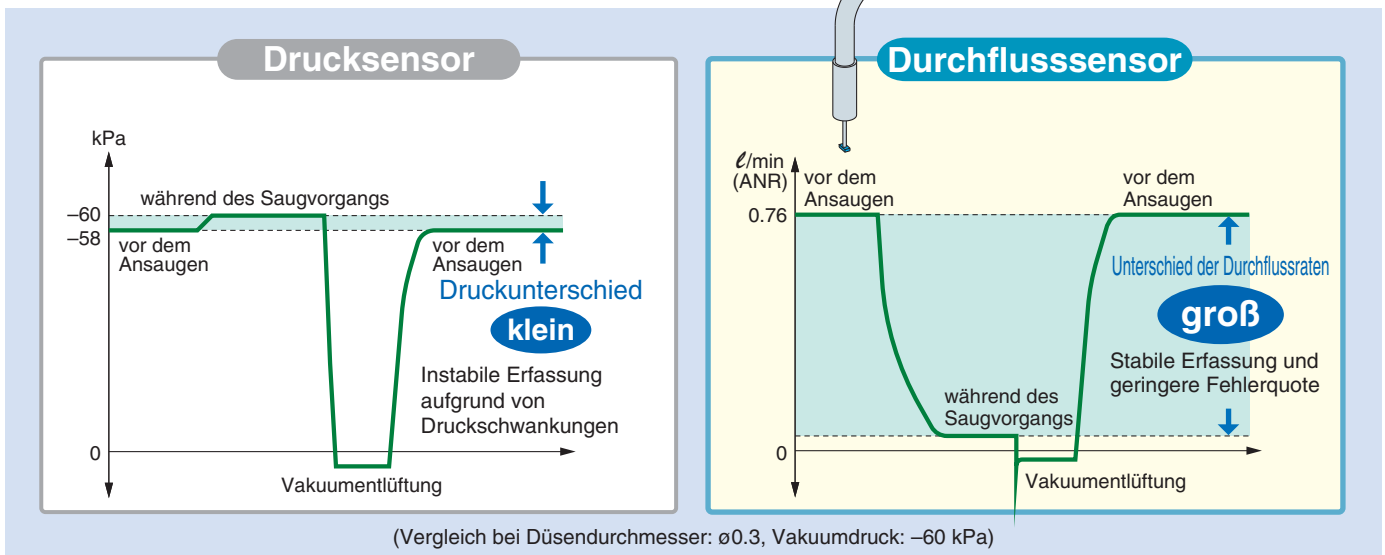 Drucksensor
kPa
während des Saugvorgangs
–60
–58
vor dem
Ansaugen
vor dem
Ansaugen
Druckunterschied
klein
Instabile Erfassung
aufgrund von
Druckschwankungen
0
Vakuumentlüftung
Durchflusssensor
ℓ/min
(ANR)
vor dem
Ansaugen
vor dem
Ansaugen
0.76
Unterschied der Durchflussraten
groß
Stabile Erfassung und
geringere Fehlerquote
während des
Saugvorgangs
0
Vakuumentlüftung
(Vergleich bei Düsendurchmesser: ø0.3, Vakuumdruck: –60 kPa)